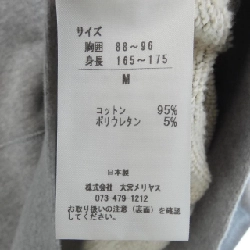 サイズ
胸囲 88～96
身長 165～175
M
コットン 95%
ポリウレタン 5%
日本製
株式会社 大宮メリヤス
073 479 1212
お取り扱いの注意（表面）を確認
してください。